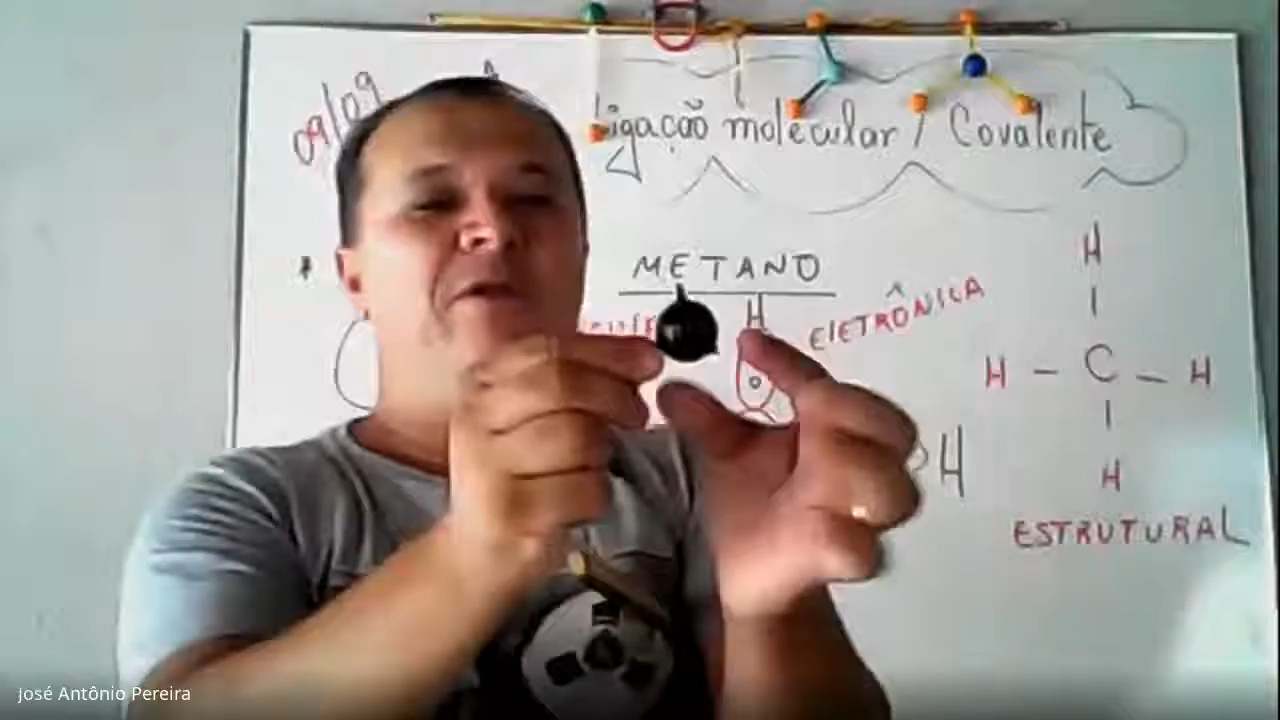 09/09
Ligação molecular / Covalente
METANO
H
ElETRÔNICA
H
H - C - H
H
H
ESTRUTURAL
José Antônio Pereira